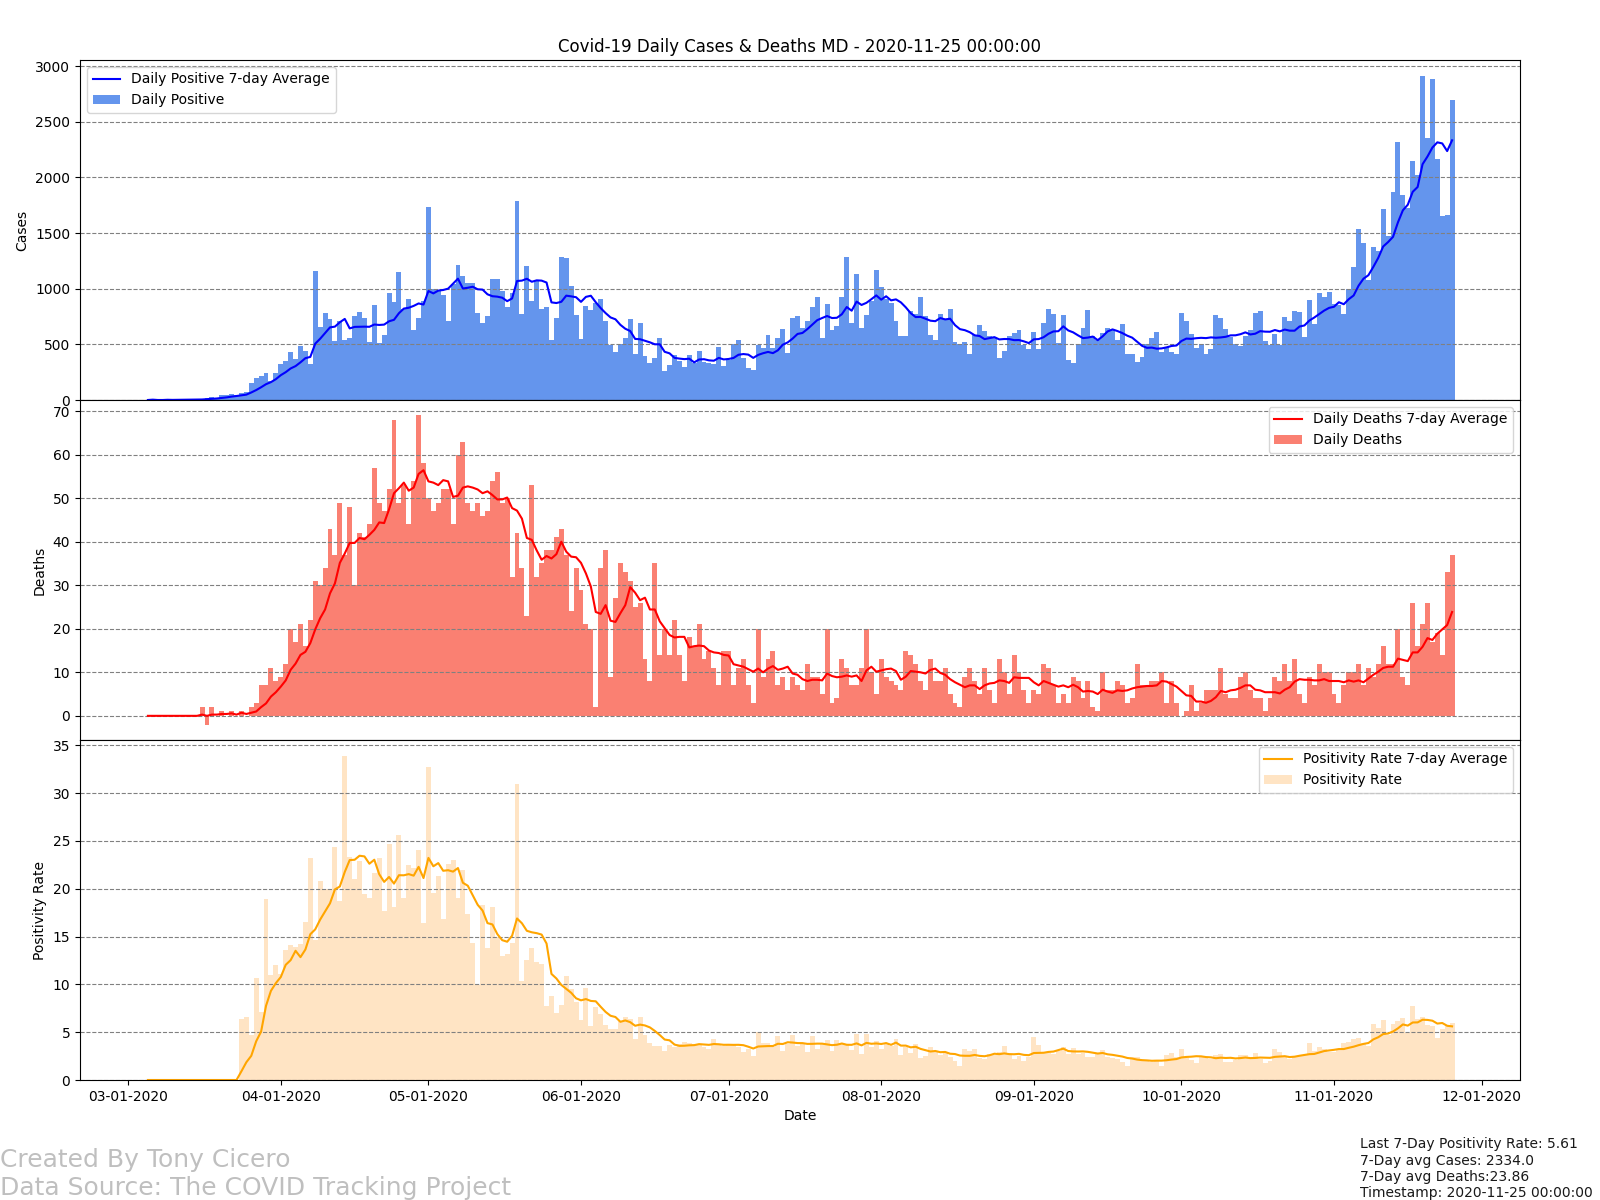 Covid-19 Daily Cases & Deaths MD - 2020-11-25 00:00:00
3000
2500
2000
1500
1000
500
0
Cases
Daily Positive 7-day Average
Daily Positive
70
60
50
40
30
20
10
0
Deaths
Daily Deaths 7-day Average
Daily Deaths
35
30
25
20
15
10
5
0
Positivity Rate
Positivity Rate 7-day Average
Positivity Rate
03-01-2020 04-01-2020 05-01-2020 06-01-2020 07-01-2020 08-01-2020 09-01-2020 10-01-2020 11-01-2020 12-01-2020
Date
Created By Tony Cicero
Data Source: The COVID Tracking Project
Last 7-Day Positivity Rate: 5.61
7-Day avg Cases: 2334.0
7-Day avg Deaths:23.86
Timestamp: 2020-11-25 00:00:00